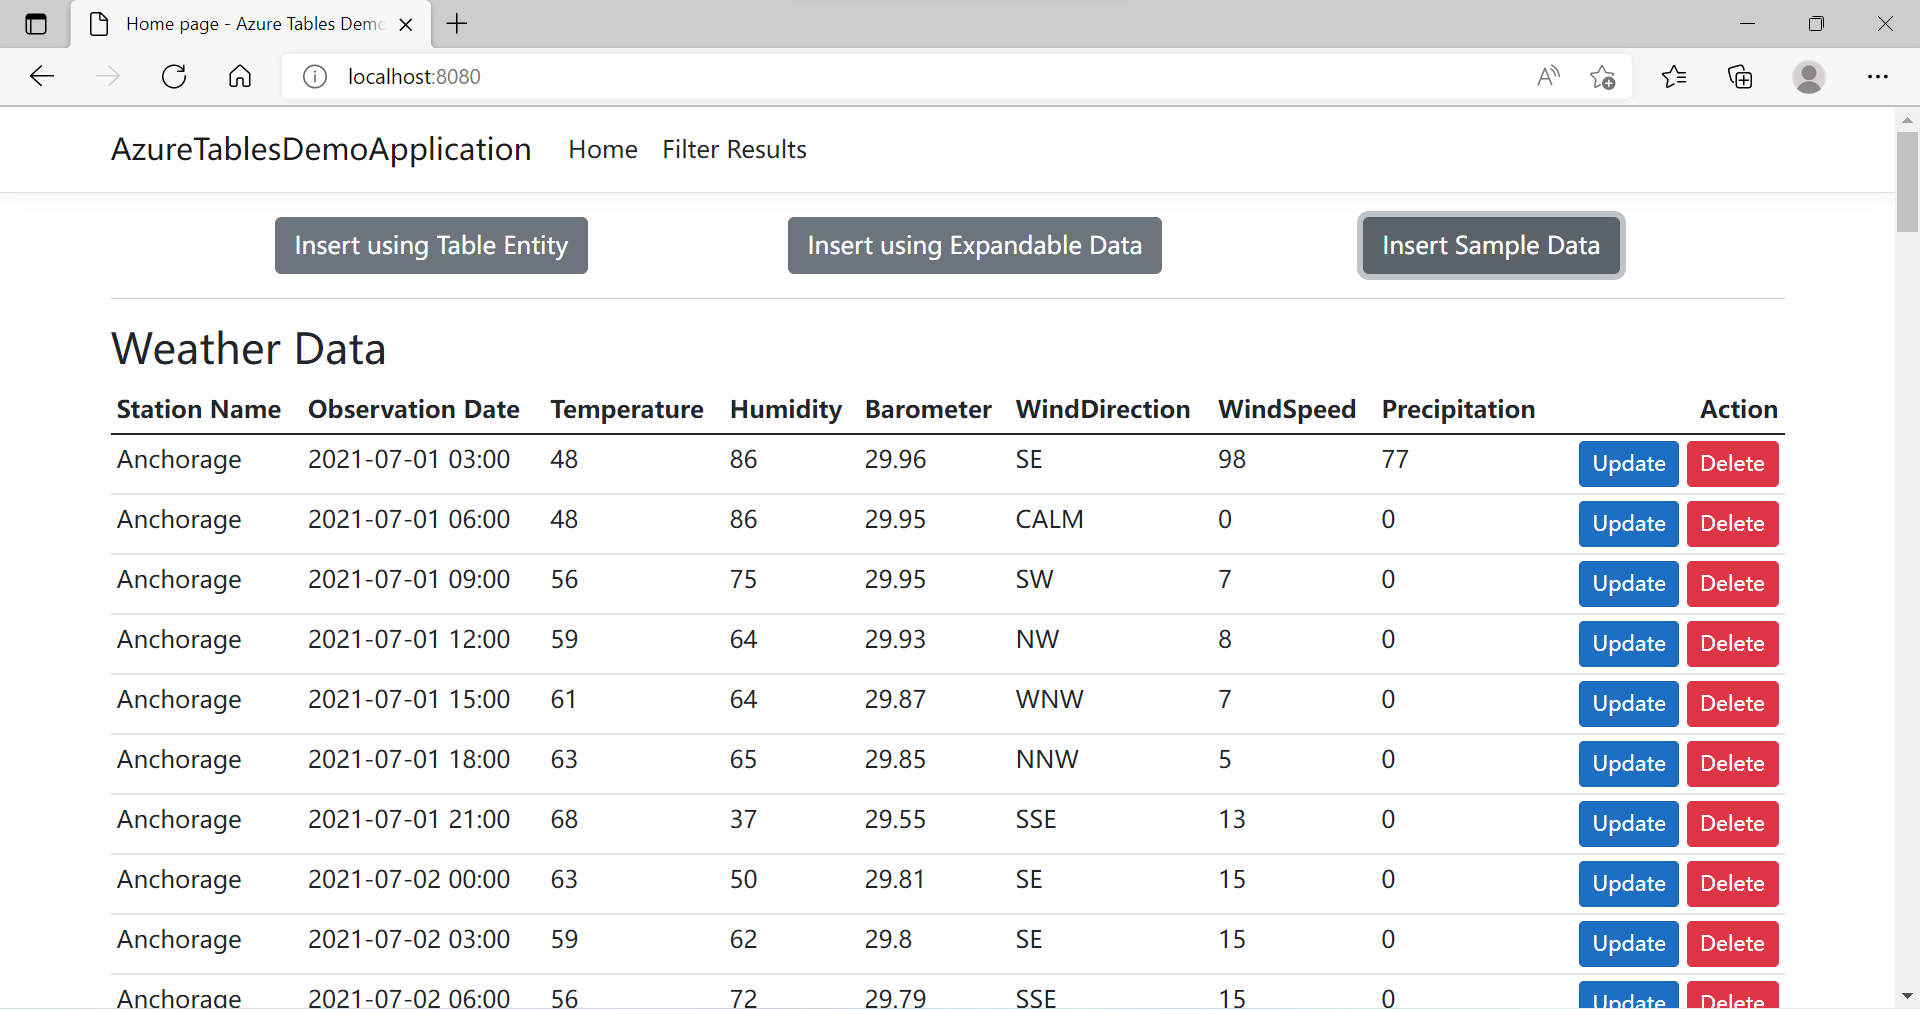 Home page - Azure Tables Demo
localhost:8080
AzureTablesDemoApplication Home Filter Results
Insert using Table Entity Insert using Expandable Data Insert Sample Data
Weather Data
Station Name Observation Date Temperature Humidity Barometer WindDirection WindSpeed Precipitation Action
Anchorage 2021-07-01 03:00 48 86 29.96 SE 98 77 Update Delete
Anchorage 2021-07-01 06:00 48 86 29.95 CALM 0 0 Update Delete
Anchorage 2021-07-01 09:00 56 75 29.95 SW 7 0 Update Delete
Anchorage 2021-07-01 12:00 59 64 29.93 NW 8 0 Update Delete
Anchorage 2021-07-01 15:00 61 64 29.87 WNW 7 0 Update Delete
Anchorage 2021-07-01 18:00 63 65 29.85 NNW 5 0 Update Delete
Anchorage 2021-07-01 21:00 68 37 29.55 SSE 13 0 Update Delete
Anchorage 2021-07-02 00:00 63 50 29.81 SE 15 0 Update Delete
Anchorage 2021-07-02 03:00 59 62 29.8 SE 15 0 Update Delete
Anchorage 2021-07-02 06:00 56 72 29.79 SSE 15 0 Update Delete